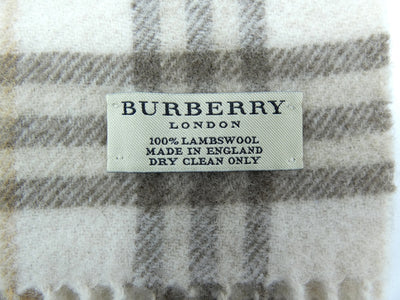 BURBERRY
LONDON
100% LAMBSWOOL
MADE IN ENGLAND
DRY CLEAN ONLY